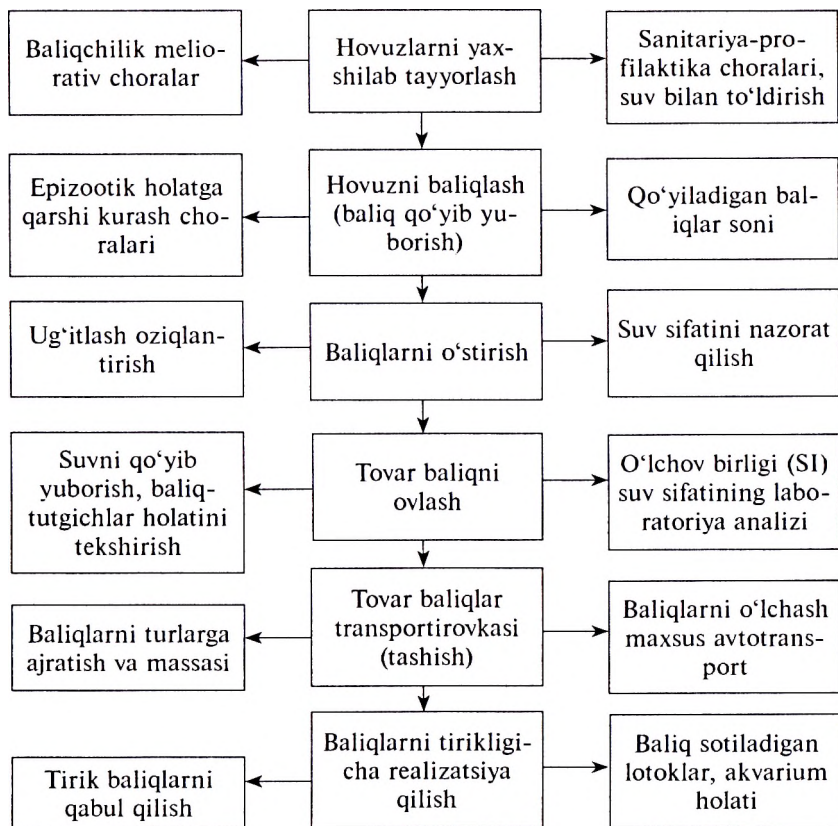 Baliqchilik melio-
rativ choralar
Hovuzlarni yax-
shilab tayyorlash
Sanitariya-pro-
filaktika choralari,
suv bilan to‘ldirish
Epizootik holatga
qarshi kurash cho-
ralari
Hovuzni baliqlash
(baliq qo‘yib yu-
borish)
Qo‘yiladigan bal-
iqlar soni
Ug‘itlash oziqlan-
tirish
Baliqlarni o‘stirish
Suv sifatini nazorat
qilish
Suvni qo‘yib
yuborish, baliq-
tutgichlar holatini
tekshirish
Tovar baliqni
ovlash
O‘lchov birligi (SI)
suv sifatining labo-
ratoriya analizi
Baliqlarni turlarga
ajratish va massasi
Tovar baliqlar
transportirovkasi
(tashish)
Baliqlarni o‘lchash
maxsus avtotrans-
port
Tirik baliqlarni
qabul qilish
Baliqlarni tirikligi-
cha realizatsiya
qilish
Baliq sotiladigan
lotoklar, akvarium
holati